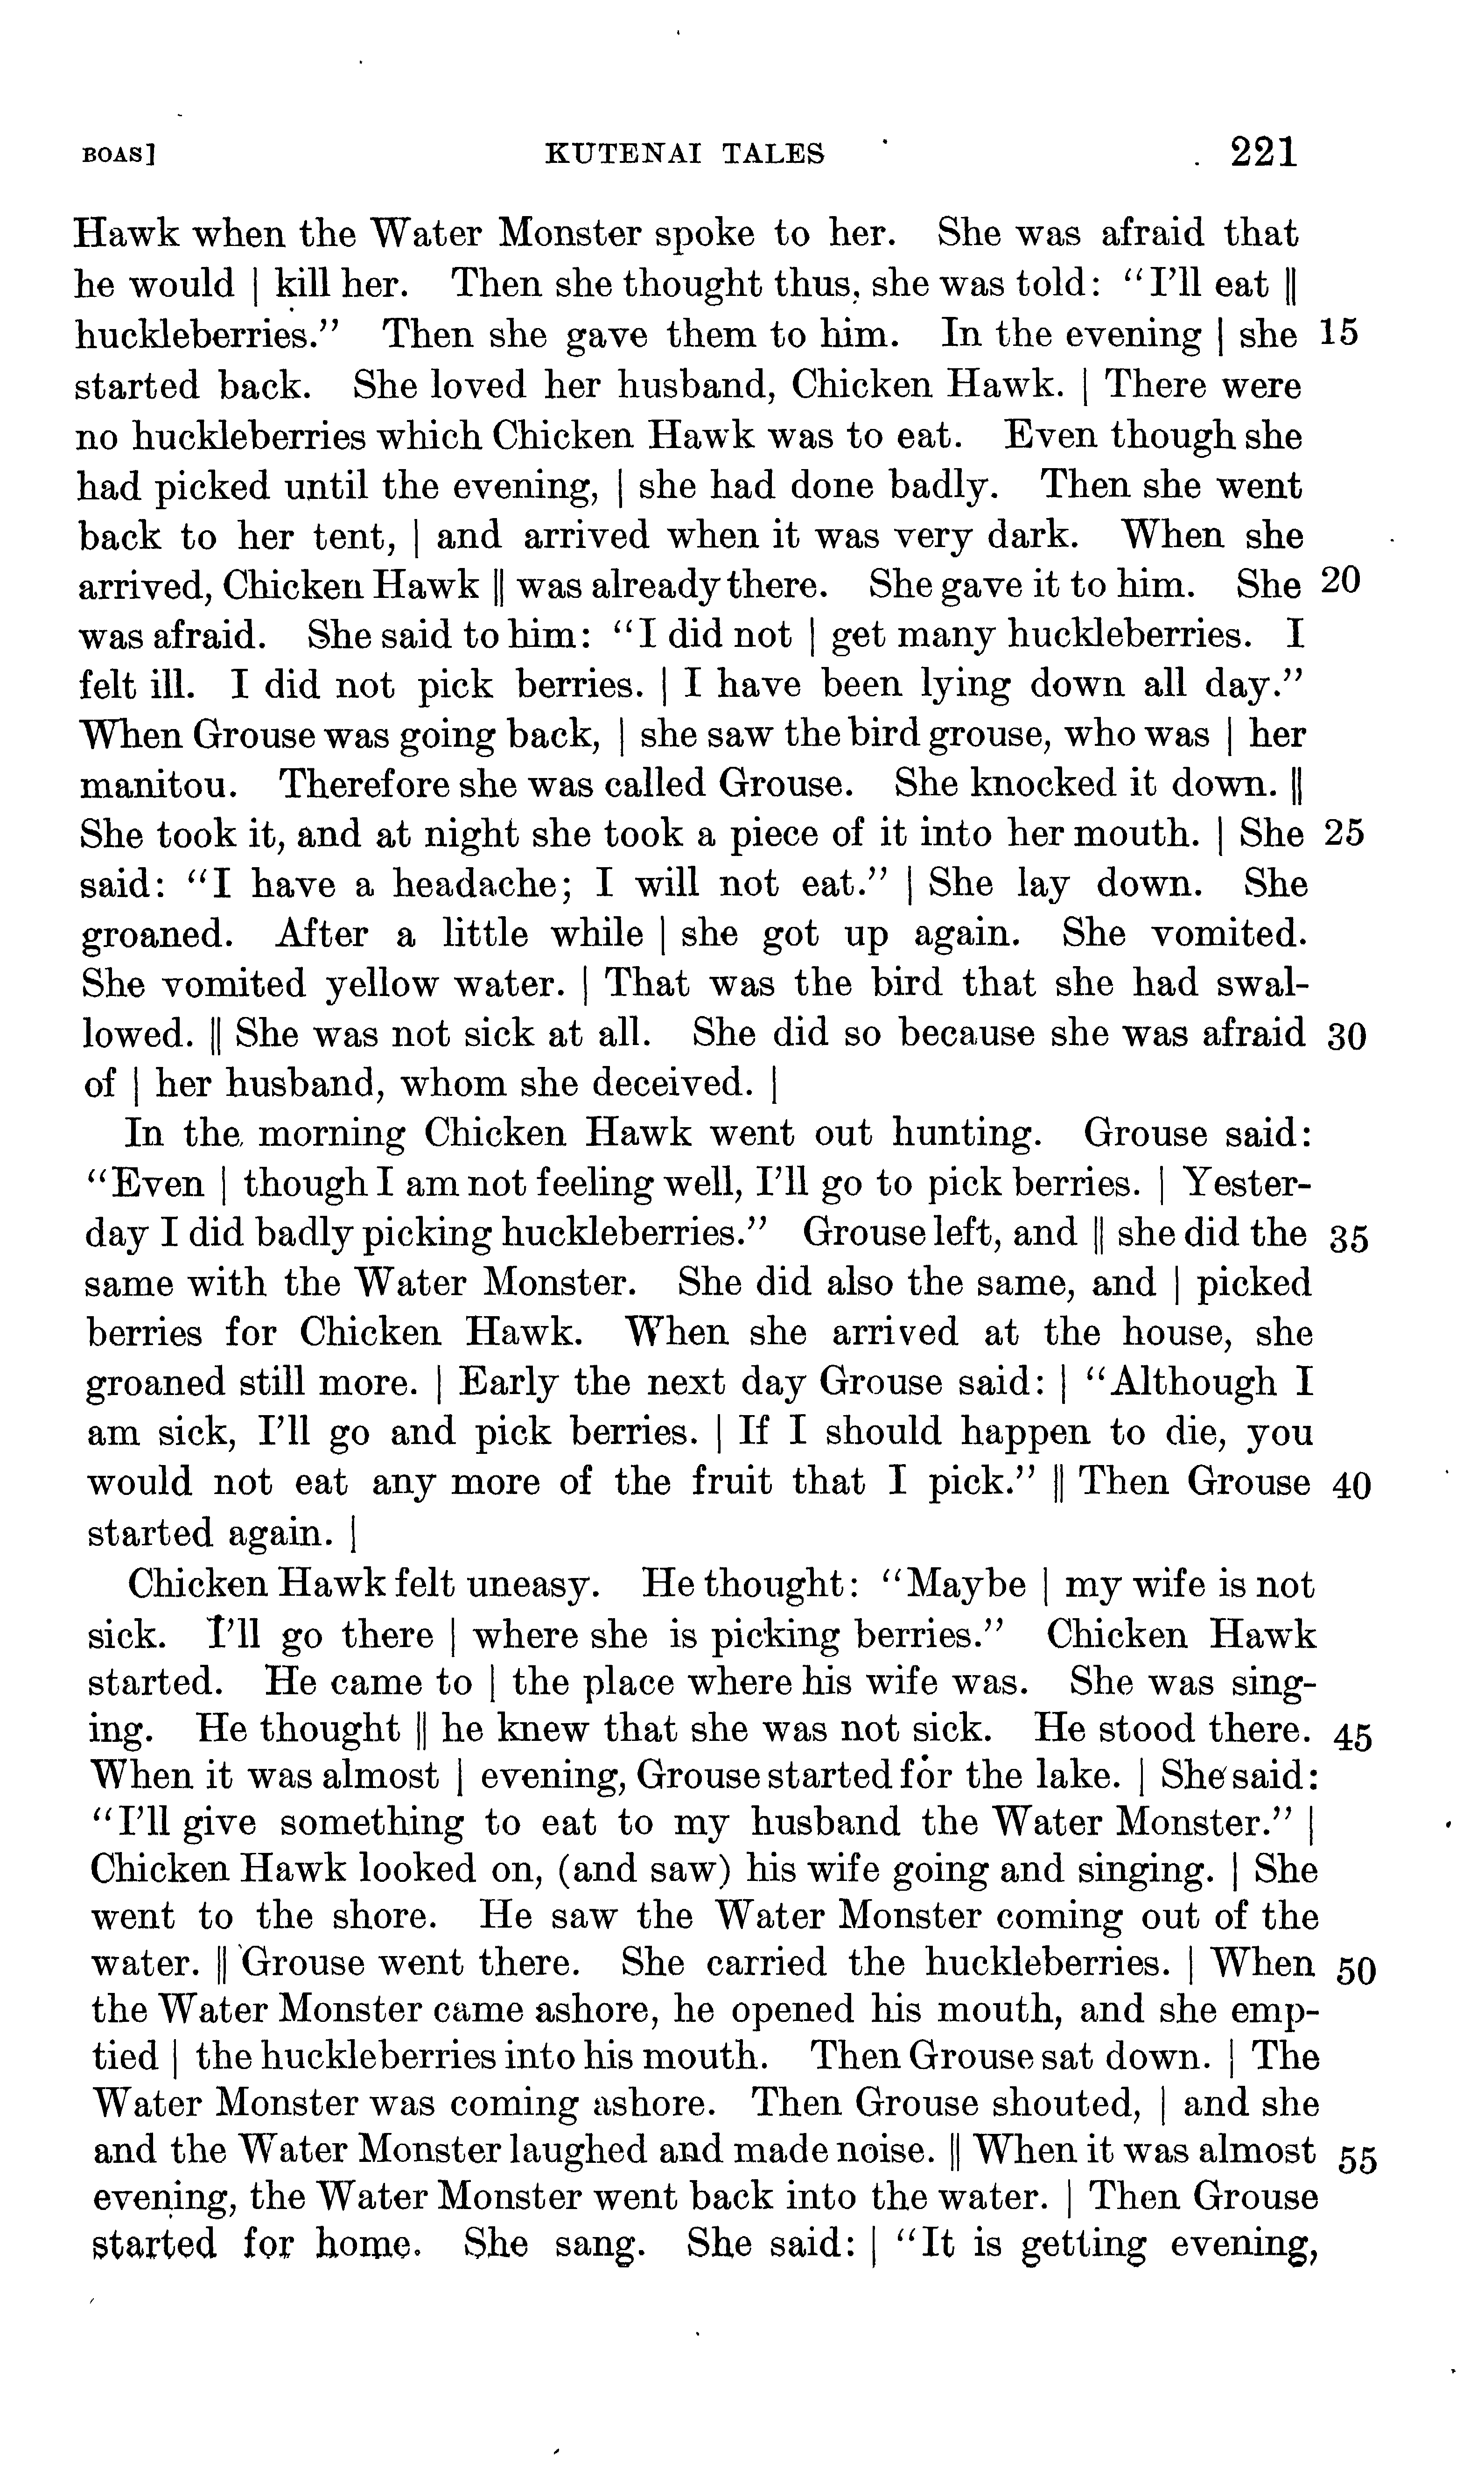 BOAS] KUTENAI TALES 221
Hawk when the Water Monster spoke to her. She was afraid that
he would | kill her. Then she thought thus, she was told: “I’ll eat ||
huckleberries.” Then she gave them to him. In the evening | she 15
started back. She loved her husband, Chicken Hawk. | There were
no huckleberries which Chicken Hawk was to eat. Even though she
had picked until the evening, | she had done badly. Then she went
back to her tent, | and arrived when it was very dark. When she
arrived, Chicken Hawk || was already there. She gave it to him. She 20
was afraid. She said to him: “I did not | get many huckleberries. I
felt ill. I did not pick berries. | I have been lying down all day.”
When Grouse was going back, | she saw the bird grouse, who was | her
manitou. Therefore she was called Grouse. She knocked it down. ||
She took it, and at night she took a piece of it into her mouth. | She 25
said: “I have a headache; I will not eat.” | She lay down. She
groaned. After a little while | she got up again. She vomited.
She vomited yellow water. | That was the bird that she had swal-
lowed. || She was not sick at all. She did so because she was afraid 30
of | her husband, whom she deceived. |
In the morning Chicken Hawk went out hunting. Grouse said:
“Even | though I am not feeling well, I’ll go to pick berries. | Yester-
day I did badly picking huckleberries.” Grouse left, and || she did the 35
same with the Water Monster. She did also the same, and | picked
berries for Chicken Hawk. When she arrived at the house, she
groaned still more. | Early the next day Grouse said: | “Although I
am sick, I’ll go and pick berries. | If I should happen to die, you
would not eat any more of the fruit that I pick.” || Then Grouse 40
started again. |
Chicken Hawk felt uneasy. He thought: “Maybe | my wife is not
sick. I’ll go there | where she is picking berries.” Chicken Hawk
started. He came to | the place where his wife was. She was sing-
ing. He thought || he knew that she was not sick. He stood there. 45
When it was almost | evening, Grouse started for the lake. | She said:
“I’ll give something to eat to my husband the Water Monster.” |
Chicken Hawk looked on, (and saw) his wife going and singing. | She
went to the shore. He saw the Water Monster coming out of the
water. || Grouse went there. She carried the huckleberries. | When 50
the Water Monster came ashore, he opened his mouth, and she emp-
tied | the huckleberries into his mouth. Then Grouse sat down. | The
Water Monster was coming ashore. Then Grouse shouted, | and she
and the Water Monster laughed and made noise. || When it was almost 55
evening, the Water Monster went back into the water. | Then Grouse
started for home. She sang. She said: | “It is getting evening,